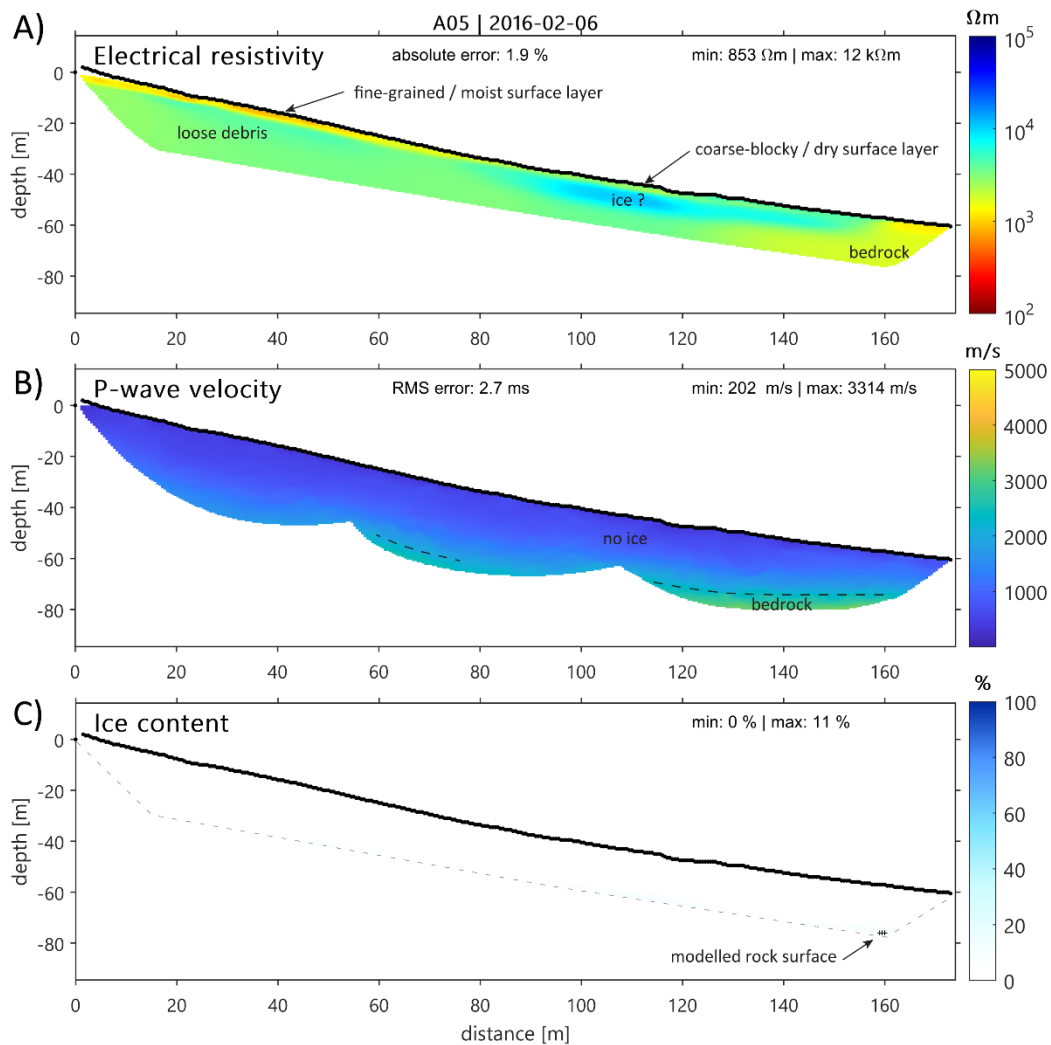 A05 | 2016-02-06
A)
Electrical resistivity
absolute error: 1.9 %
min: 853 Ωm | max: 12 kΩm
Ωm
fine-grained / moist surface layer
loose debris
coarse-blocky / dry surface layer
ice ?
bedrock
depth [m]
0
-20
-40
-60
-80
0 20 40 60 80 100 120 140 160
10^5
10^4
10^3
10^2
B)
P-wave velocity
RMS error: 2.7 ms
min: 202 m/s | max: 3314 m/s
m/s
no ice
bedrock
depth [m]
0
-20
-40
-60
-80
0 20 40 60 80 100 120 140 160
5000
4000
3000
2000
1000
C)
Ice content
min: 0 % | max: 11 %
%
modelled rock surface
depth [m]
0
-20
-40
-60
-80
0 20 40 60 80 100 120 140 160
distance [m]
100
80
60
40
20
0